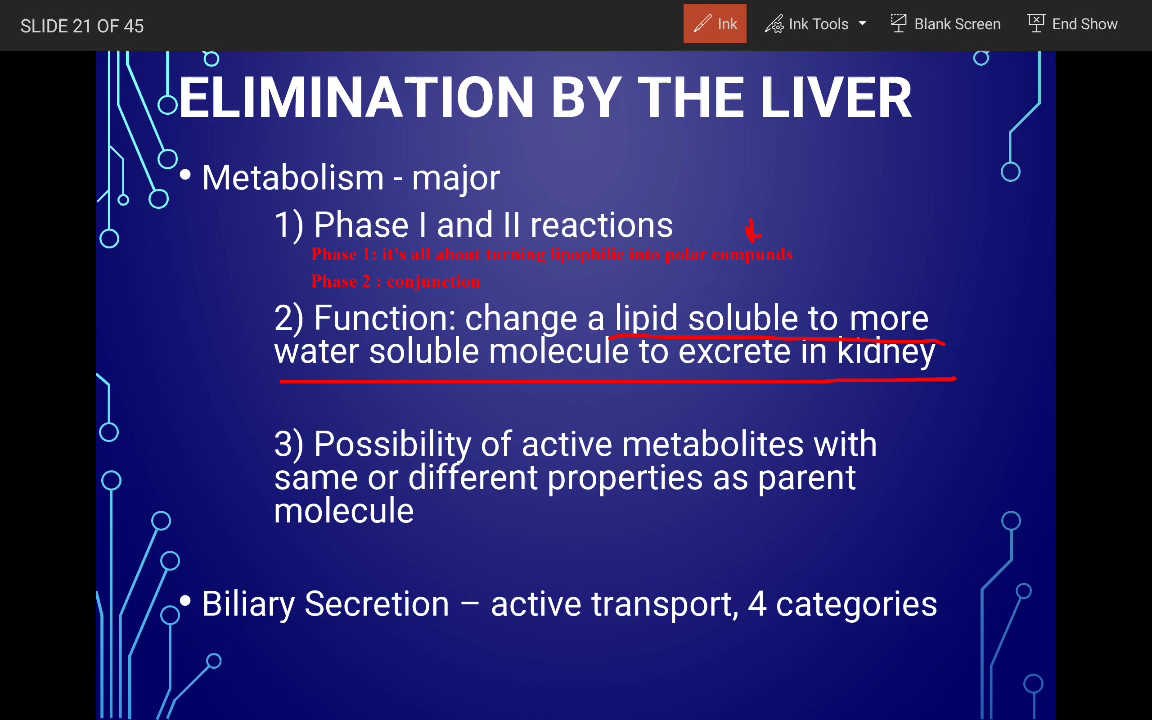 SLIDE 21 OF 45
Ink
Ink Tools
Blank Screen
End Show
ELIMINATION BY THE LIVER
• Metabolism - major
1) Phase I and II reactions
Phase 1: it's all about turning lipophilic into polar compunds
Phase 2 : conjunction
2) Function: change a lipid soluble to more
water soluble molecule to excrete in kidney
3) Possibility of active metabolites with
same or different properties as parent
molecule
• Biliary Secretion – active transport, 4 categories